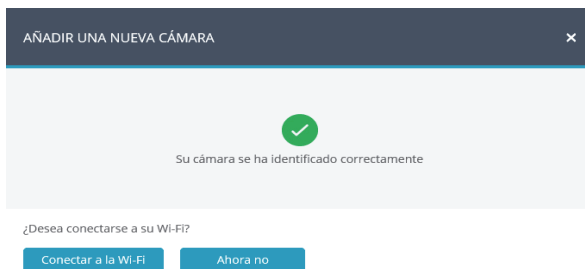 AÑADIR UNA NUEVA CÁMARA
Su cámara se ha identificado correctamente
¿Desea conectarse a su Wi-Fi?
Conectar a la Wi-Fi
Ahora no